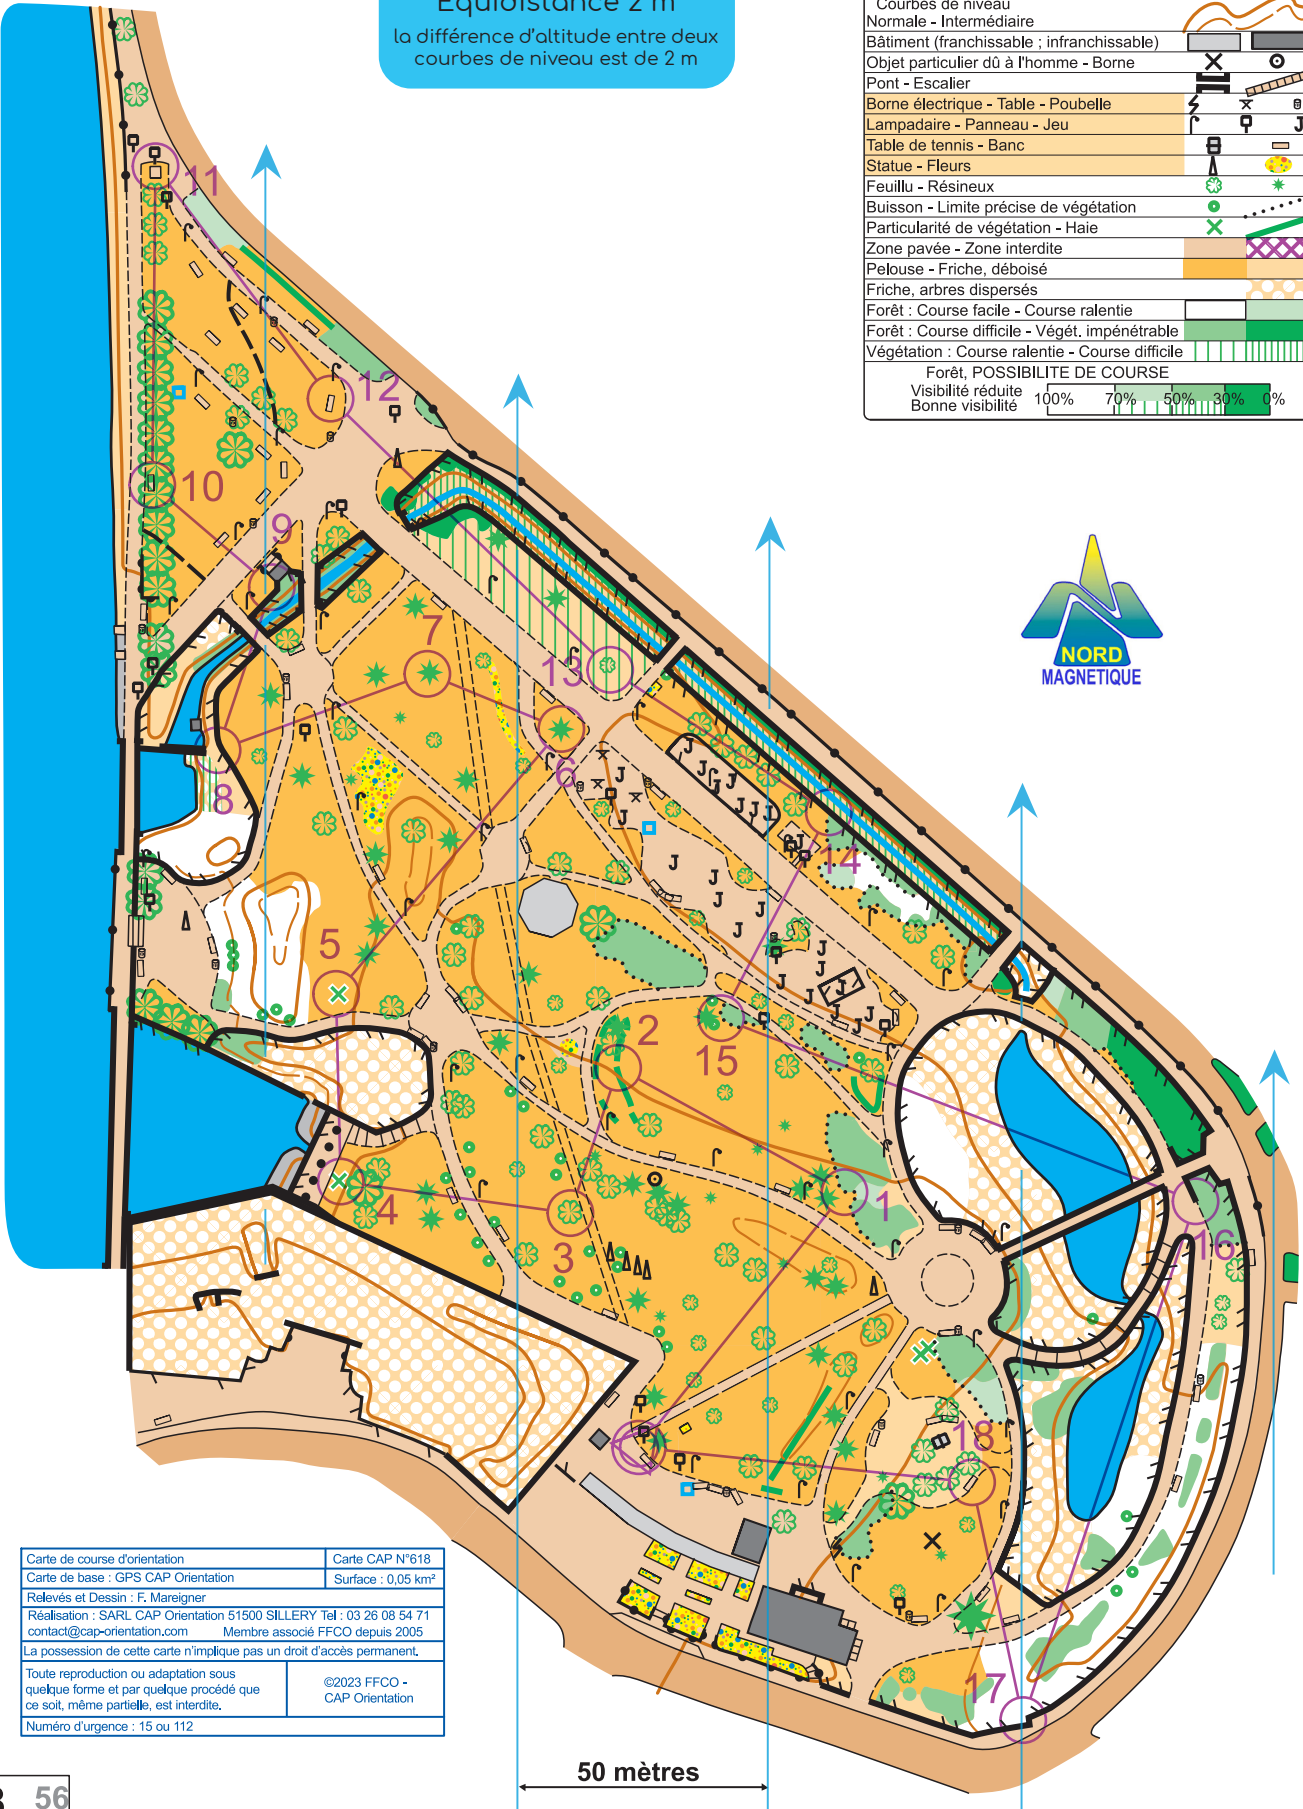 Equidistance 2 m
la différence d'altitude entre deux
courbes de niveau est de 2 m
Courbes de niveau
Normale - Intermédiaire
Bâtiment (franchissable ; infranchissable)
Objet particulier dû à l'homme - Borne
Pont - Escalier
Borne électrique - Table - Poubelle
Lampadaire - Panneau - Jeu
Table de tennis - Banc
Statue - Fleurs
Feuillu - Résineux
Buisson - Limite précise de végétation
Particularité de végétation - Haie
Zone pavée - Zone interdite
Pelouse - Friche, déboisé
Friche, arbres dispersés
Forêt : Course facile - Course ralentie
Forêt : Course difficile - Végét. impénétrable
Végétation : Course ralentie - Course difficile
Forêt, POSSIBILITE DE COURSE
Visibilité réduite
Bonne visibilité
100% 70% 50% 30% 0%
NORD
MAGNETIQUE
11
12
10
9
7
13
6
8
14
5
2
15
1
4
3
16
18
17
50 mètres
Carte de course d'orientation Carte CAP N°618
Carte de base : GPS CAP Orientation Surface : 0,05 km²
Relevés et Dessin : F. Mareigner
Réalisation : SARL CAP Orientation 51500 SILLERY Tel : 03 26 08 54 71
contact@cap-orientation.com Membre associé FFCO depuis 2005
La possession de cette carte n'implique pas un droit d'accès permanent.
Toute reproduction ou adaptation sous
quelque forme et par quelque procédé que
ce soit, même partielle, est interdite.
©2023 FFCO -
CAP Orientation
Numéro d'urgence : 15 ou 112
56